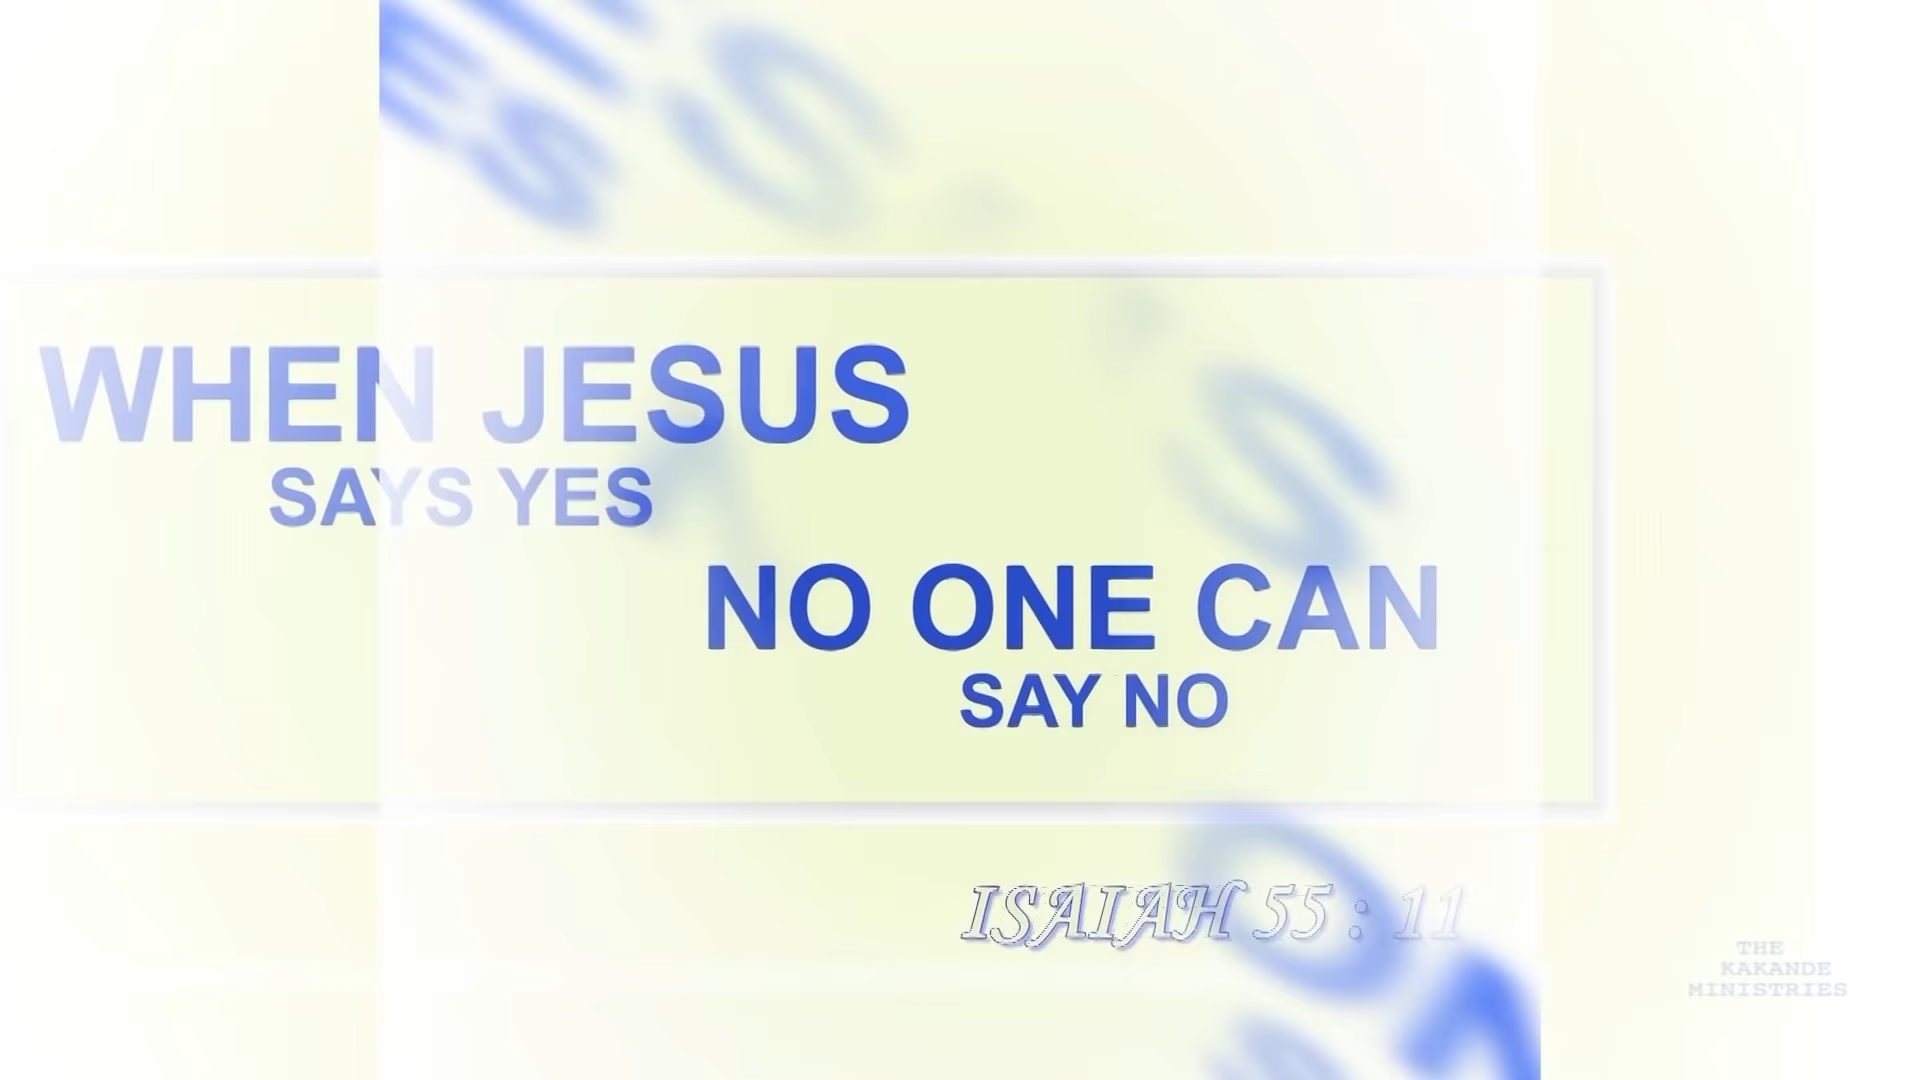 WHEN JESUS
SAYS YES
NO ONE CAN
SAY NO
ISAIAH 55 : 11
THE
KAKANDE
MINISTRIES